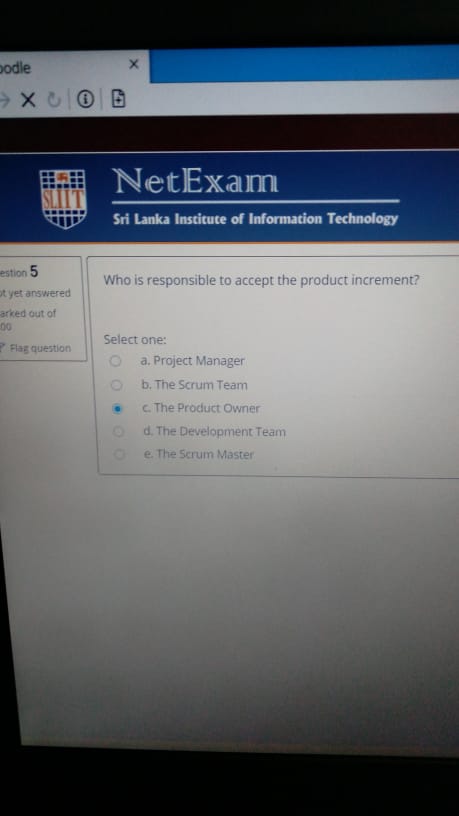 oodle
SLIIT
NetExam
Sri Lanka Institute of Information Technology
estion 5
ot yet answered
arked out of
00
Flag question
Who is responsible to accept the product increment?
Select one:
a. Project Manager
b. The Scrum Team
c. The Product Owner
d. The Development Team
e. The Scrum Master